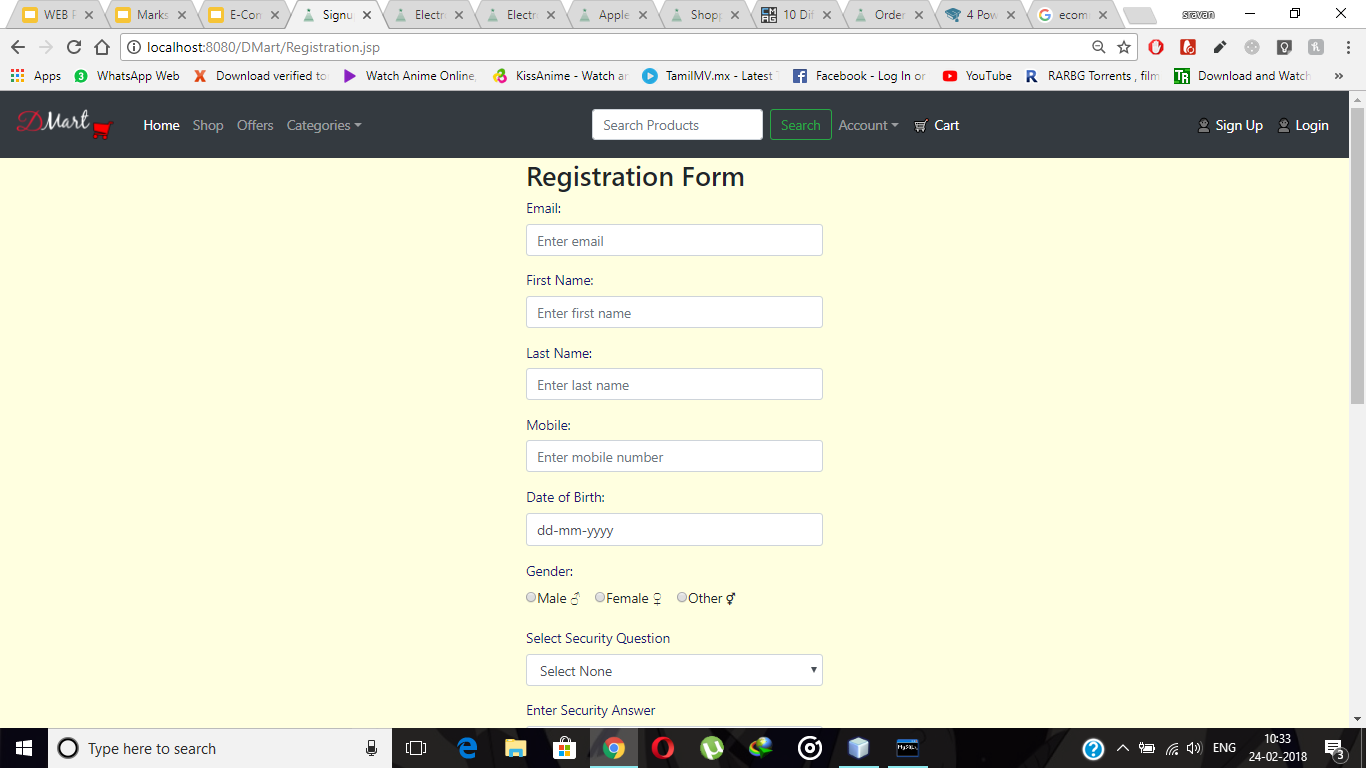 WEB P Marks E-Con Signu Electr Electro Apple Shopp 10 Dif Order 4 Pow ecom sravan
localhost:8080/DMart/Registration.jsp
Apps WhatsApp Web Download verified to Watch Anime Online, KissAnime - Watch an TamilMV.mx - Latest Facebook - Log In or YouTube RARBG Torrents , film Download and Watch »
DMart Home Shop Offers Categories Search Products Search Account Cart Sign Up Login
Registration Form
Email:
Enter email
First Name:
Enter first name
Last Name:
Enter last name
Mobile:
Enter mobile number
Date of Birth:
dd-mm-yyyy
Gender:
Male ♂ Female ♀ Other ⚥
Select Security Question
Select None
Enter Security Answer
Type here to search
ENG
10:33
24-02-2018
3